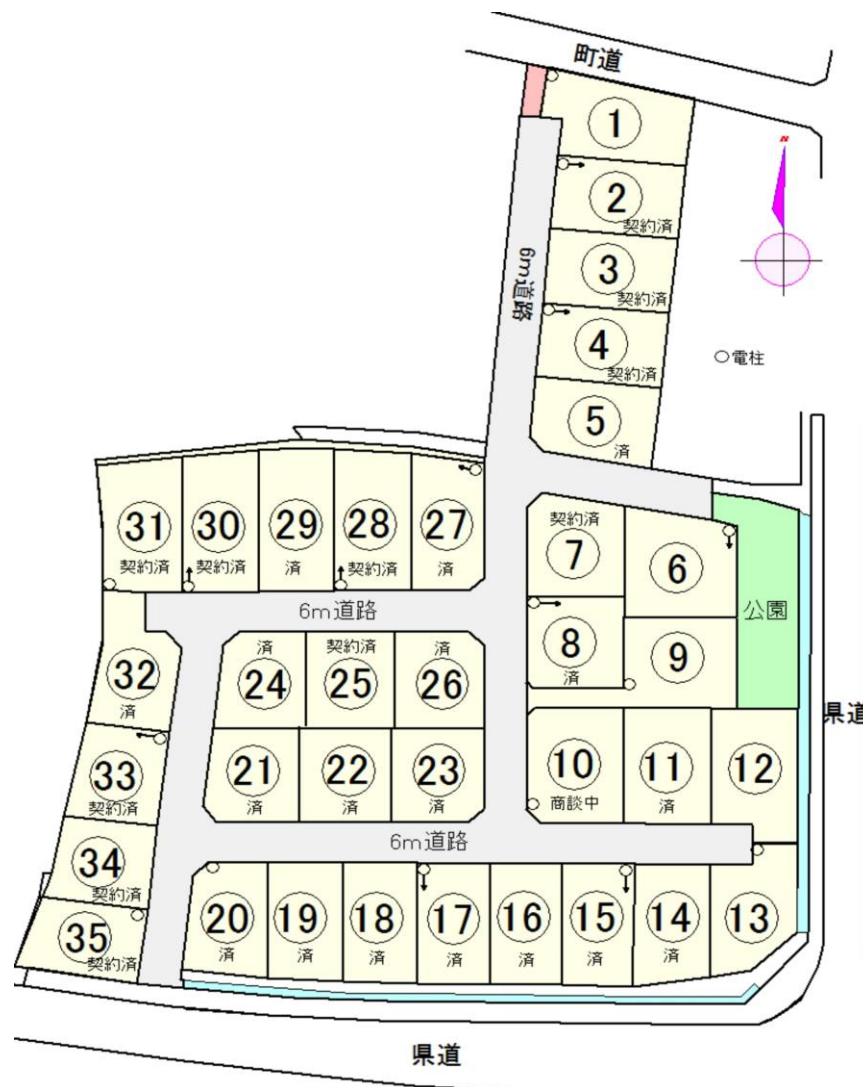 町道
N
1
2
契約済
3
契約済
6m道路
4
契約済
○電柱
5
済
31
契約済
30
契約済
29
済
28
契約済
27
済
契約済
7
6
公園
6m道路
8
済
9
県道
32
済
済
24
契約済
25
済
26
33
契約済
21
済
22
済
23
済
10
商談中
11
済
12
6m道路
34
契約済
35
契約済
20
済
19
済
18
済
17
済
16
済
15
済
14
済
13
県道